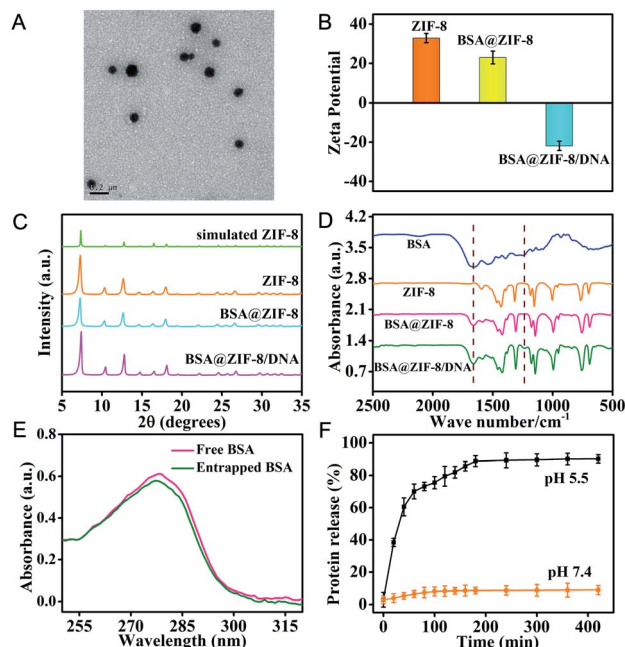 A
0.2 μm
B
Zeta Potential
40
20
0
-20
-40
ZIF-8
BSA@ZIF-8
BSA@ZIF-8/DNA
C
Intensity (a.u.)
simulated ZIF-8
ZIF-8
BSA@ZIF-8
BSA@ZIF-8/DNA
5 10 15 20 25 30 35
2θ (degrees)
D
Absorbance (a.u.)
4.2
3.5
2.8
2.1
1.4
0.7
BSA
ZIF-8
BSA@ZIF-8
BSA@ZIF-8/DNA
2500 2000 1500 1000 500
Wave number/cm-1
E
Absorbance (a.u.)
0.8
0.6
0.4
0.2
0.0
Free BSA
Entrapped BSA
255 270 285 300 315
Wavelength (nm)
F
Protein release (%)
100
80
60
40
20
0
pH 5.5
pH 7.4
0 100 200 300 400
Time (min)